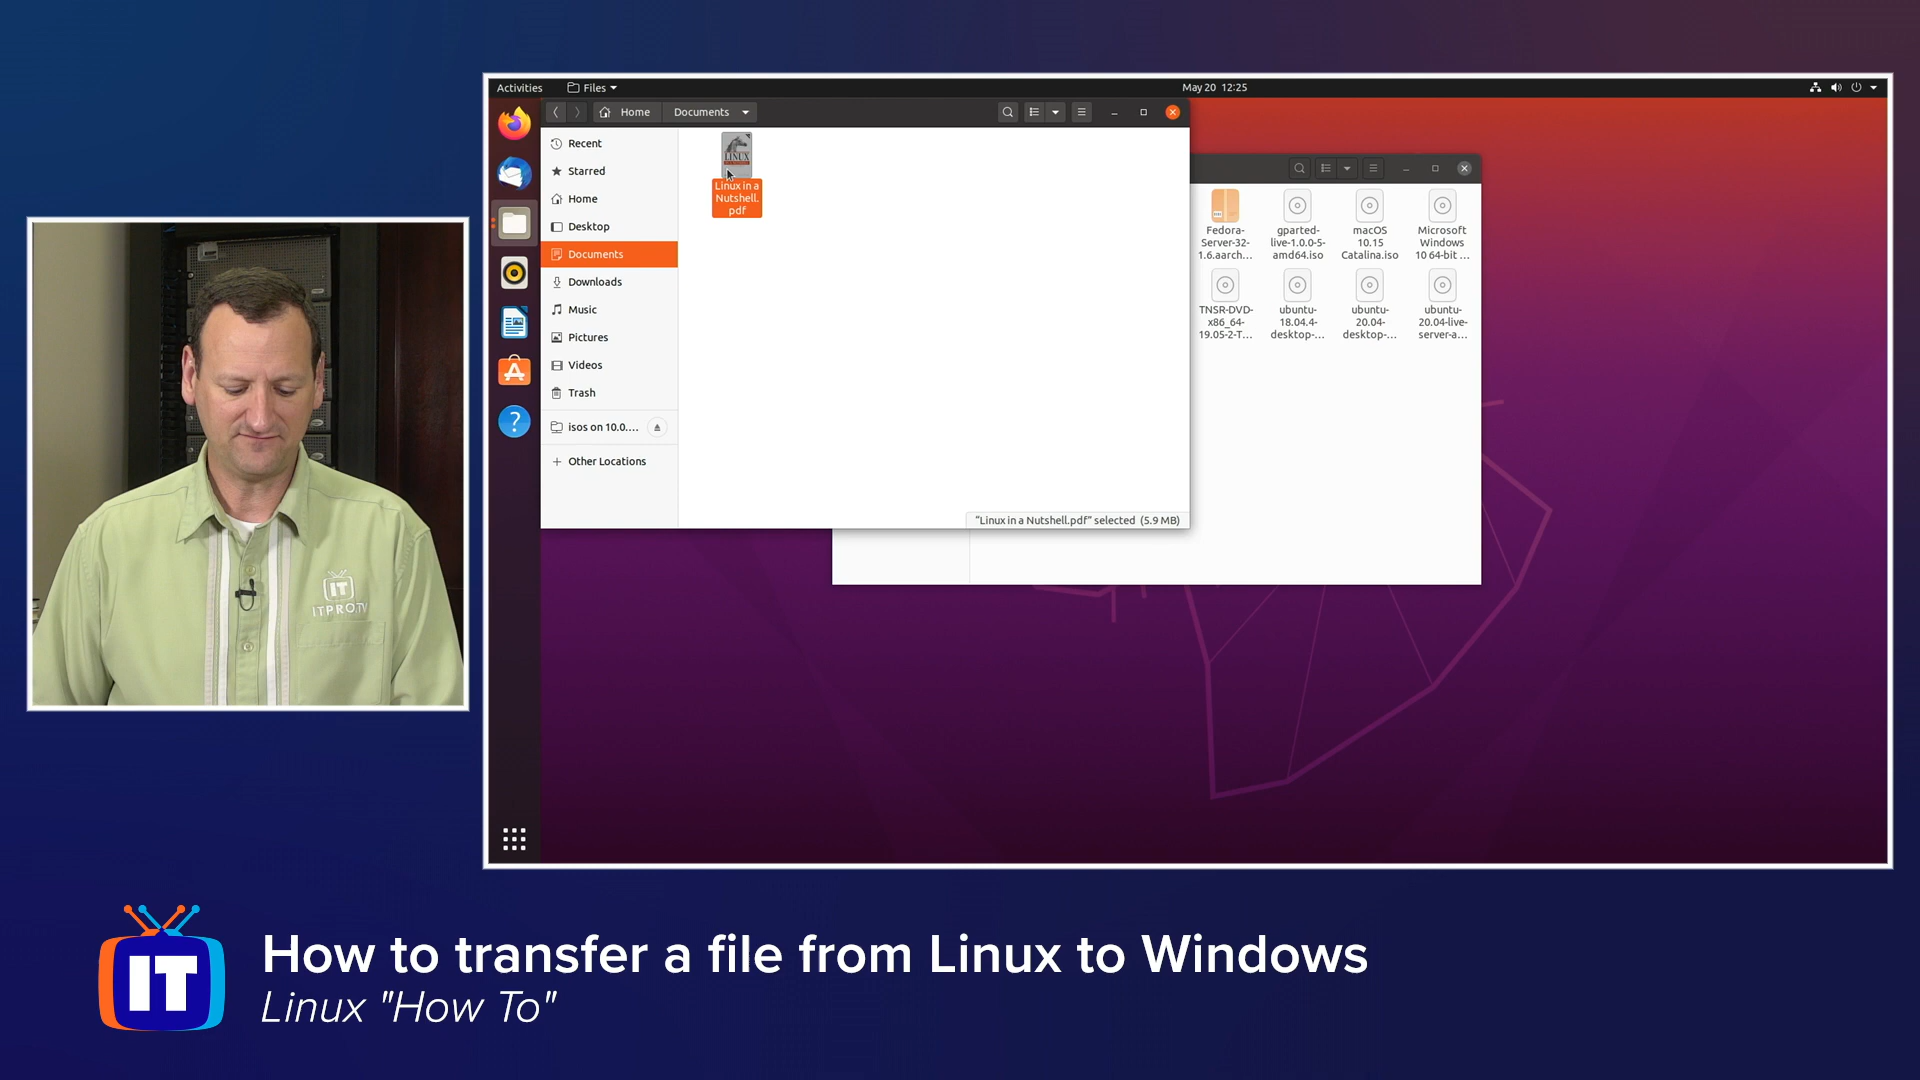 Activities
Files
May 20 12:25
Home
Documents
Recent
Starred
Home
Desktop
Documents
Downloads
Music
Pictures
Videos
Trash
isos on 10.0....
Other Locations
LINUX
Linux in a
Nutshell.
pdf
"Linux in a Nutshell.pdf" selected (5.9 MB)
Fedora-
Server-32-
1.6.aarch...
gparted-
live-1.0.0-5-
amd64.iso
macOS
10.15
Catalina.iso
Microsoft
Windows
10 64-bit ...
TNSR-DVD-
x86_64-
19.05-2-T...
ubuntu-
18.04.4-
desktop-...
ubuntu-
20.04-
desktop-...
ubuntu-
20.04-live-
server-a...
IT
ITPRO.TV
IT
How to transfer a file from Linux to Windows
Linux "How To"